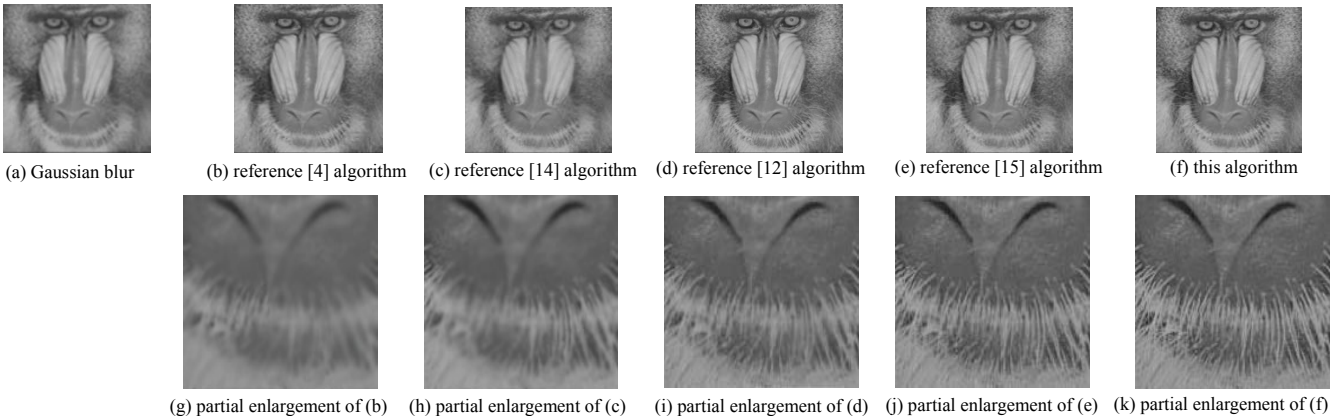 (a) Gaussian blur
(b) reference [4] algorithm
(c) reference [14] algorithm
(d) reference [12] algorithm
(e) reference [15] algorithm
(f) this algorithm
(g) partial enlargement of (b)
(h) partial enlargement of (c)
(i) partial enlargement of (d)
(j) partial enlargement of (e)
(k) partial enlargement of (f)